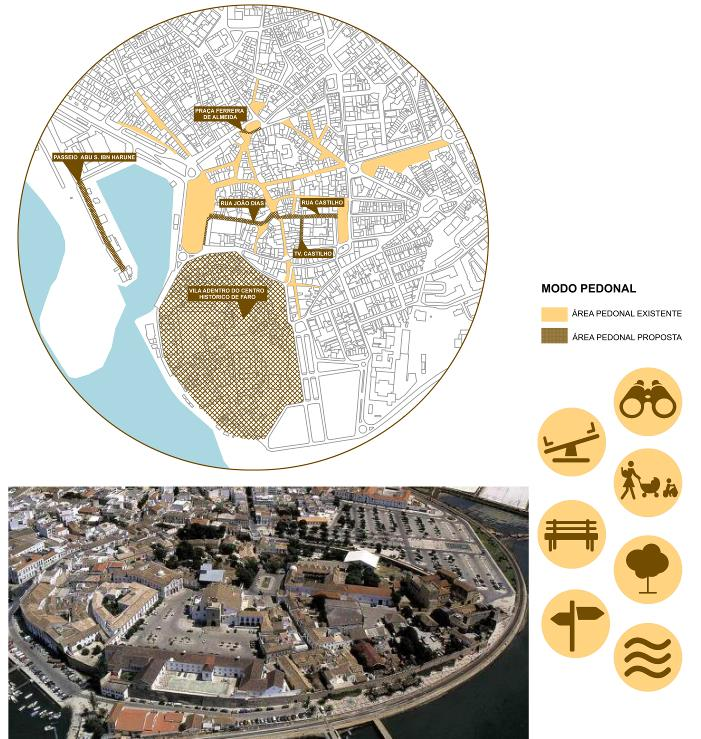 PRAÇA FERREIRA
DE ALMEIDA
PASSEIO ABU S. IBN HARUNE
RUA JOÃO DIAS
RUA CASTILHO
TV. CASTILHO
VILA ADENTRO DO CENTRO
HISTÓRICO DE FARO
MODO PEDONAL
ÁREA PEDONAL EXISTENTE
ÁREA PEDONAL PROPOSTA